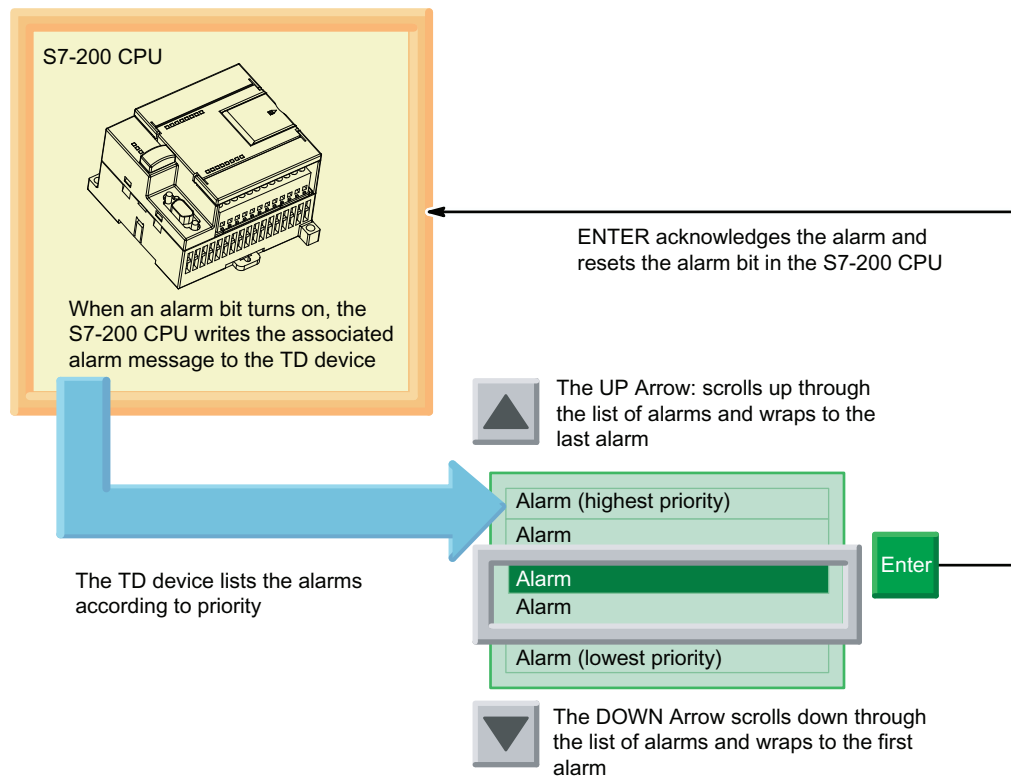 S7-200 CPU
When an alarm bit turns on, the
S7-200 CPU writes the associated
alarm message to the TD device
ENTER acknowledges the alarm and
resets the alarm bit in the S7-200 CPU
The UP Arrow: scrolls up through
the list of alarms and wraps to the
last alarm
Alarm (highest priority)
Alarm
Alarm
Alarm
Alarm (lowest priority)
Enter
The TD device lists the alarms
according to priority
The DOWN Arrow scrolls down through
the list of alarms and wraps to the first
alarm